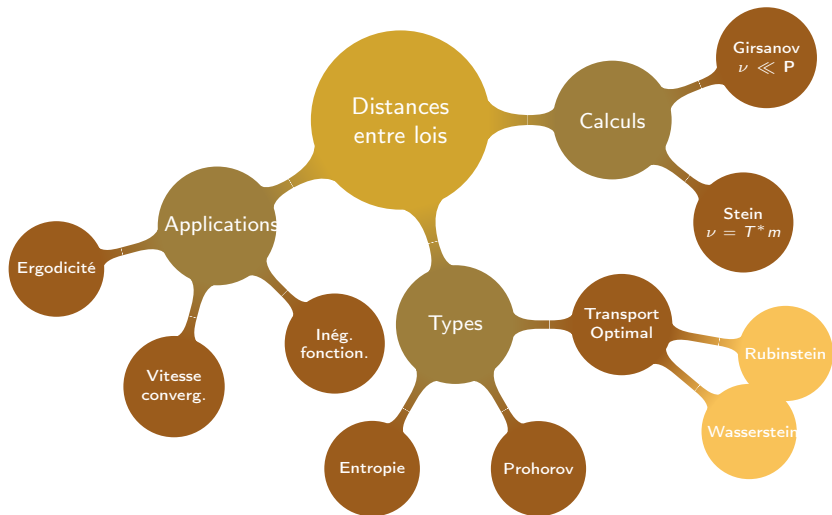 Distances
entre lois
Calculs
Girsanov
ν ≪ P
Stein
ν = T* m
Applications
Ergodicité
Vitesse
converg.
Inég.
fonction.
Types
Transport
Optimal
Rubinstein
Wasserstein
Entropie
Prohorov